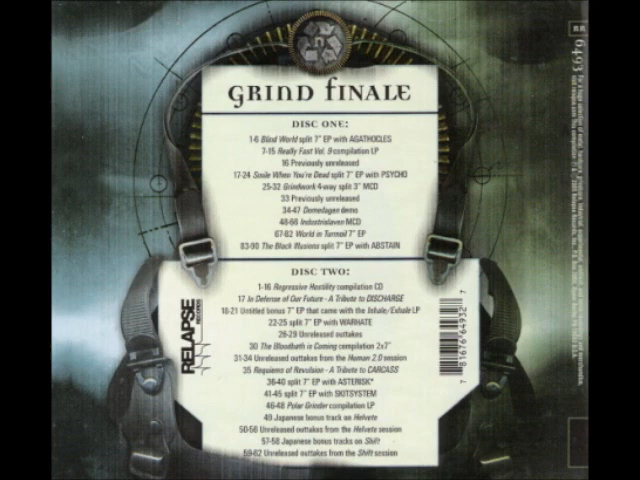 GRIND FINALE
DISC ONE:
1-6 Blind World split 7" EP with AGATHOCLES
7-15 Really Fast Vol. 9 compilation LP
16 Previously unreleased
17-24 Smile When You're Dead split 7" EP with PSYCHO
25-32 Grindwork 4-way split 3" MCD
33 Previously unreleased
34-47 Domedagen demo
48-66 Industrislaven MCD
67-82 World in Turmoil 7" EP
83-90 The Black Illusions split 7" EP with ABSTAIN
DISC TWO:
1-16 Regressive Hostility compilation CD
17 In Defense of Our Future - A Tribute to DISCHARGE
18-21 Untitled bonus 7" EP that came with the Inhale/Exhale LP
22-25 split 7" EP with WARHATE
26-29 Unreleased outtakes
30 The Bloodbath is Coming compilation 2x7"
31-34 Unreleased outtakes from the Human 2.0 session
35 Requiems of Revulsion - A Tribute to CARCASS
36-40 split 7" EP with ASTERISK*
41-45 split 7" EP with SKITSYSTEM
46-48 Polar Grinder compilation LP
49 Japanese bonus track on Helvete
50-56 Unreleased outtakes from the Helvete session
57-58 Japanese bonus tracks on Shift
59-62 Unreleased outtakes from the Shift session
RELAPSE
RECORDS
7 81676 64932 7
RR 6493